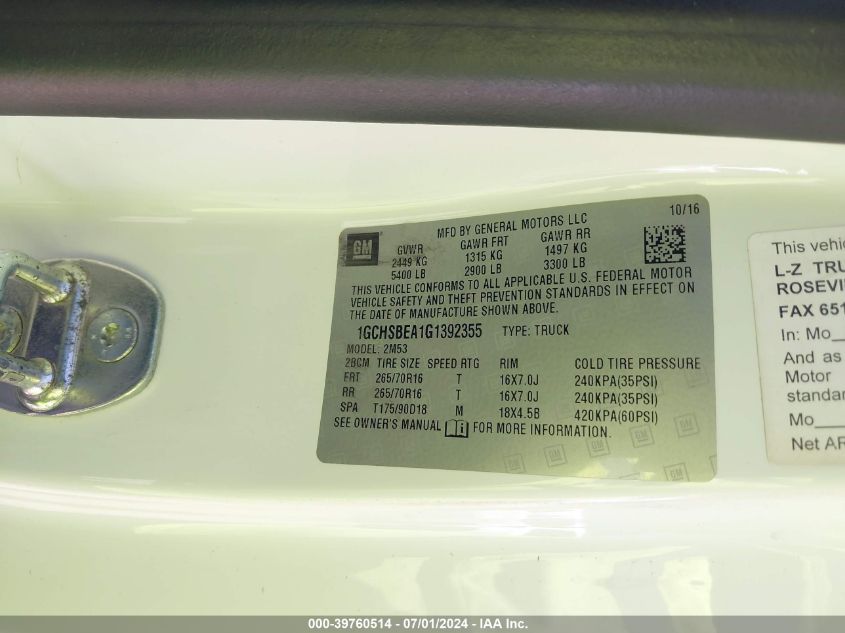 10/16
MFD BY GENERAL MOTORS LLC
GM
GVWR GAWR FRT GAWR RR
2449 KG 1315 KG 1497 KG
5400 LB 2900 LB 3300 LB
THIS VEHICLE CONFORMS TO ALL APPLICABLE U.S. FEDERAL MOTOR
VEHICLE SAFETY AND THEFT PREVENTION STANDARDS IN EFFECT ON
THE DATE OF MANUFACTURE SHOWN ABOVE.
1GCHSBEA1G1392355 TYPE: TRUCK
MODEL: 2M53
2BCM TIRE SIZE SPEED RTG RIM COLD TIRE PRESSURE
FRT 265/70R16 T 16X7.0J 240KPA(35PSI)
RR 265/70R16 T 16X7.0J 240KPA(35PSI)
SPA T175/90D18 M 18X4.5B 420KPA(60PSI)
SEE OWNER'S MANUAL FOR MORE INFORMATION.
GM GM GM GM GM
This vehic
L-Z TRU
ROSEVI
FAX 651
In: Mo
And as
Motor
standar
Mo
Net AR
000-39760514 - 07/01/2024 - IAA Inc.